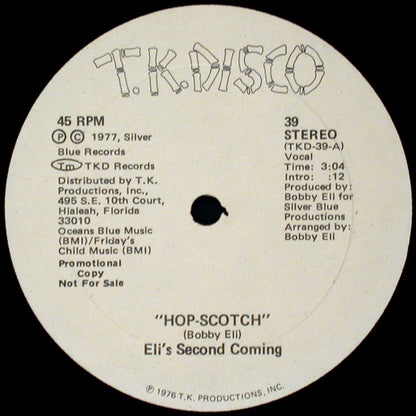 T.K. DISCO
45 RPM
Ⓟ © 1977, Silver
Blue Records
Tm TKD Records
Distributed by T.K.
Productions, Inc.,
495 S.E. 10th Court,
Hialeah, Florida
33010
Oceans Blue Music
(BMI)/Friday's
Child Music (BMI)
Promotional
Copy
Not For Sale
39
STEREO
(TKD-39-A)
Vocal
Time: 3:04
Intro: :12
Produced by:
Bobby Eli for
Silver Blue
Productions
Arranged by:
Bobby Eli
"HOP-SCOTCH"
(Bobby Eli)
Eli's Second Coming
Ⓟ 1976 T.K. PRODUCTIONS, INC.